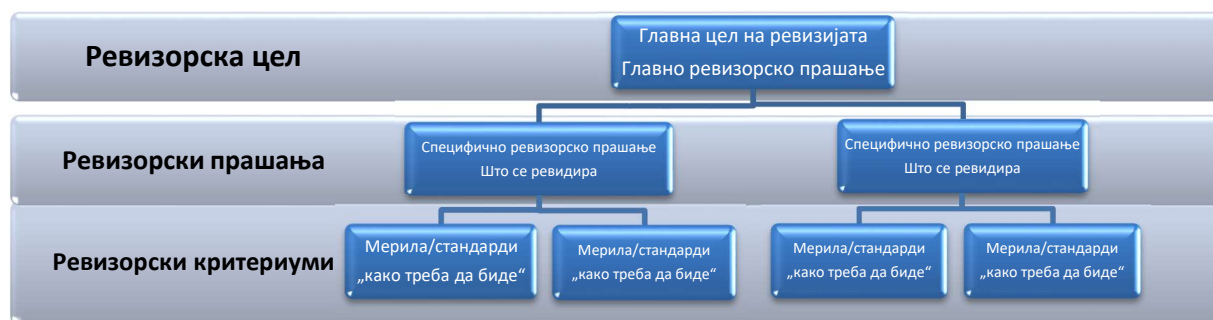 Ревизорска цел
Главна цел на ревизијата
Главно ревизорско прашање
Ревизорски прашања
Специфично ревизорско прашање
Што се ревидира
Специфично ревизорско прашање
Што се ревидира
Ревизорски критериуми
Мерила/стандарди
„како треба да биде“
Мерила/стандарди
„како треба да биде“
Мерила/стандарди
„како треба да биде“
Мерила/стандарди
„како треба да биде“